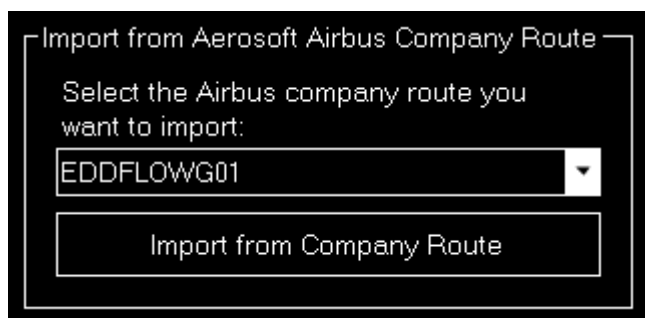 Import from Aerosoft Airbus Company Route
Select the Airbus company route you
want to import:
EDDFLOWG01
Import from Company Route